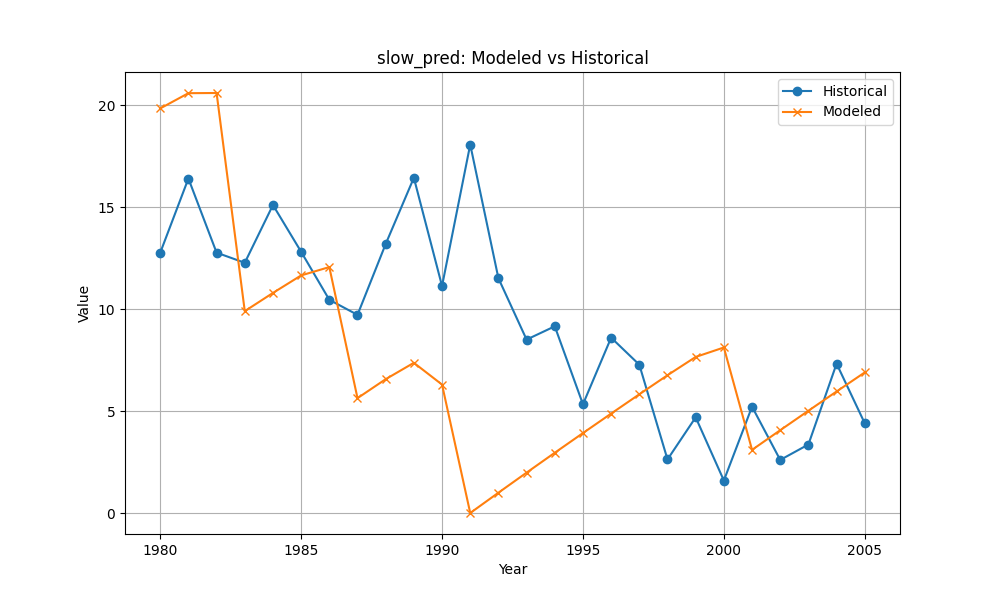 slow_pred: Modeled vs Historical
Historical
Modeled
Value
20
15
10
5
0
1980 1985 1990 1995 2000 2005
Year